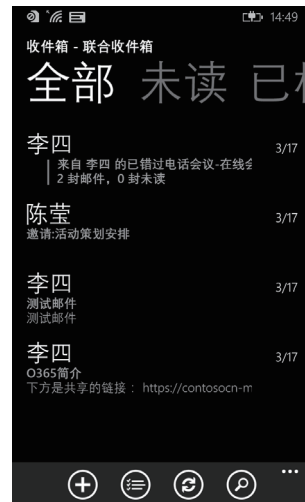 14:49
收件箱 - 联合收件箱
全部 未读 已
李四 3/17
来自 李四 的已错过电话会议-在线
2 封邮件，0 封未读
陈莹 3/17
邀请:活动策划安排
李四 3/17
测试邮件
测试邮件
李四 3/17
O365简介
下方是共享的链接： https://contosocn-m